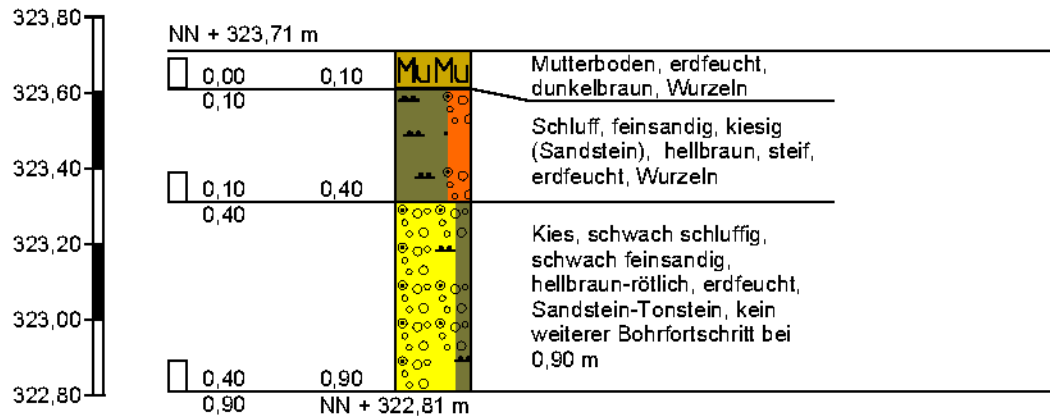 323,80
NN + 323,71 m
0,00 0,10
MuMu
Mutterboden, erdfeucht,
dunkelbraun, Wurzeln
323,60
0,10
Schluff, feinsandig, kiesig
(Sandstein), hellbraun, steif,
erdfeucht, Wurzeln
323,40
0,10 0,40
0,40
323,20
Kies, schwach schluffig,
schwach feinsandig,
hellbraun-rötlich, erdfeucht,
Sandstein-Tonstein, kein
weiterer Bohrfortschritt bei
0,90 m
323,00
0,40 0,90
322,80
0,90 NN + 322,81 m